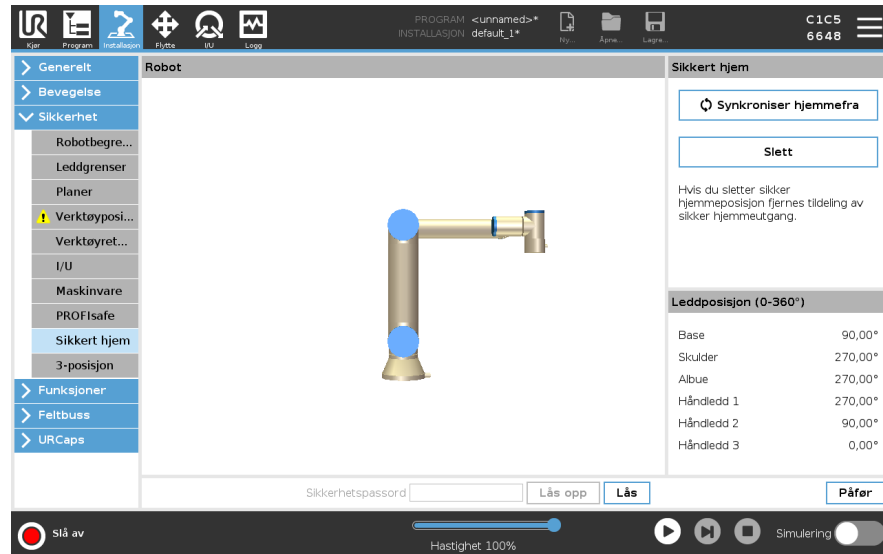 PROGRAM <unnamed>*
INSTALLASJON default_1*
Kjør Program Installasjon Flytte I/U Logg
Ny... Åpne... Lagre...
C1C5
6648
Generelt
Bevegelse
Sikkerhet
Robotbegre...
Leddgrenser
Planer
Verktøyposi...
Verktøyret...
I/U
Maskinvare
PROFIsafe
Sikkert hjem
3-posisjon
Funksjoner
Feltbuss
URCaps
Robot
Sikkert hjem
Synkroniser hjemmefra
Slett
Hvis du sletter sikker
hjemmeposisjon fjernes tildeling av
sikker hjemmeutgang.
Leddposisjon (0-360°)
Base 90,00°
Skulder 270,00°
Albue 270,00°
Håndledd 1 270,00°
Håndledd 2 90,00°
Håndledd 3 0,00°
Sikkerhetspassord Lås opp Lås Påfør
Slå av
Hastighet 100%
Simulering